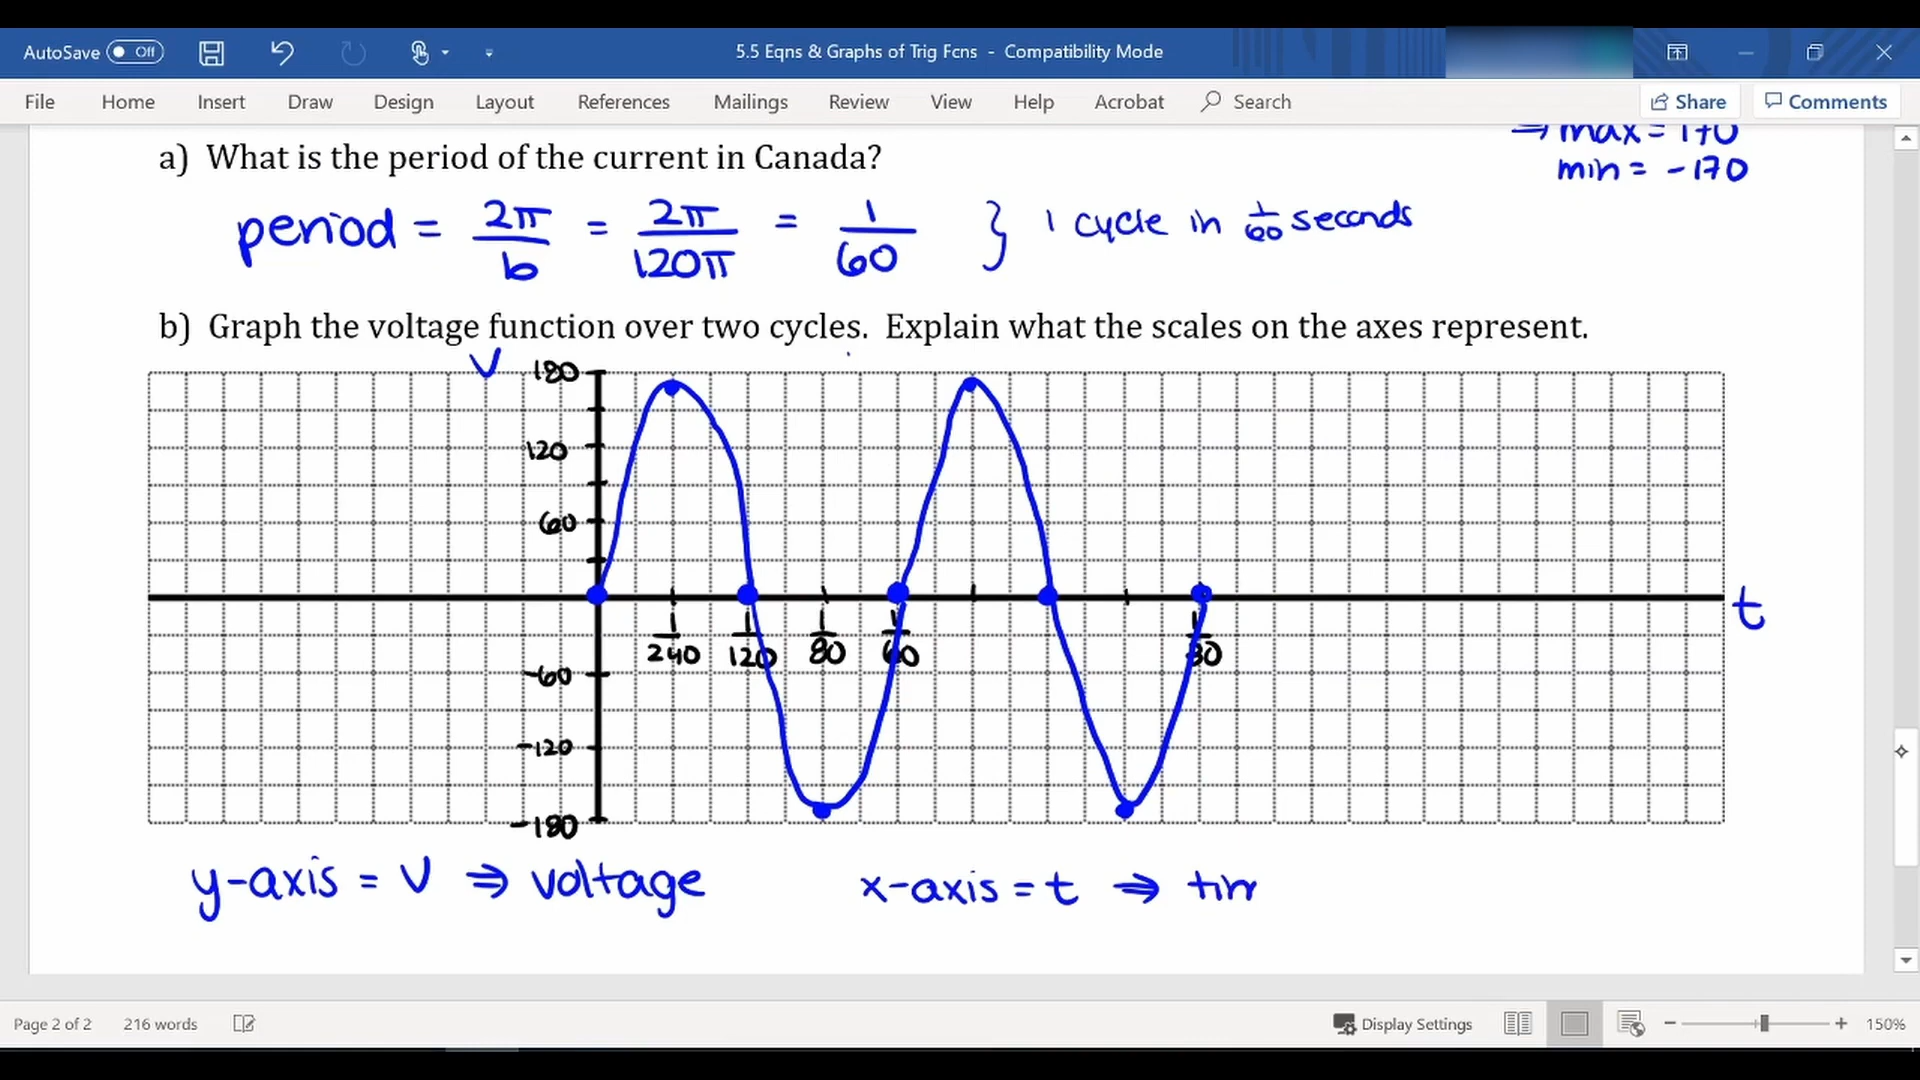 AutoSave Off
5.5 Eqns & Graphs of Trig Fcns - Compatibility Mode
File Home Insert Draw Design Layout References Mailings Review View Help Acrobat Search Share Comments
⇒ max = 170
min = -170
a) What is the period of the current in Canada?
period = 2π/b = 2π/120π = 1/60 } 1 cycle in 1/60 seconds
b) Graph the voltage function over two cycles. Explain what the scales on the axes represent.
V
180
120
60
t
1/240 1/120 1/80 1/60 1/30
-60
-120
-180
y-axis = V ⇒ voltage x-axis = t ⇒ tim
Page 2 of 2 216 words Display Settings 150%